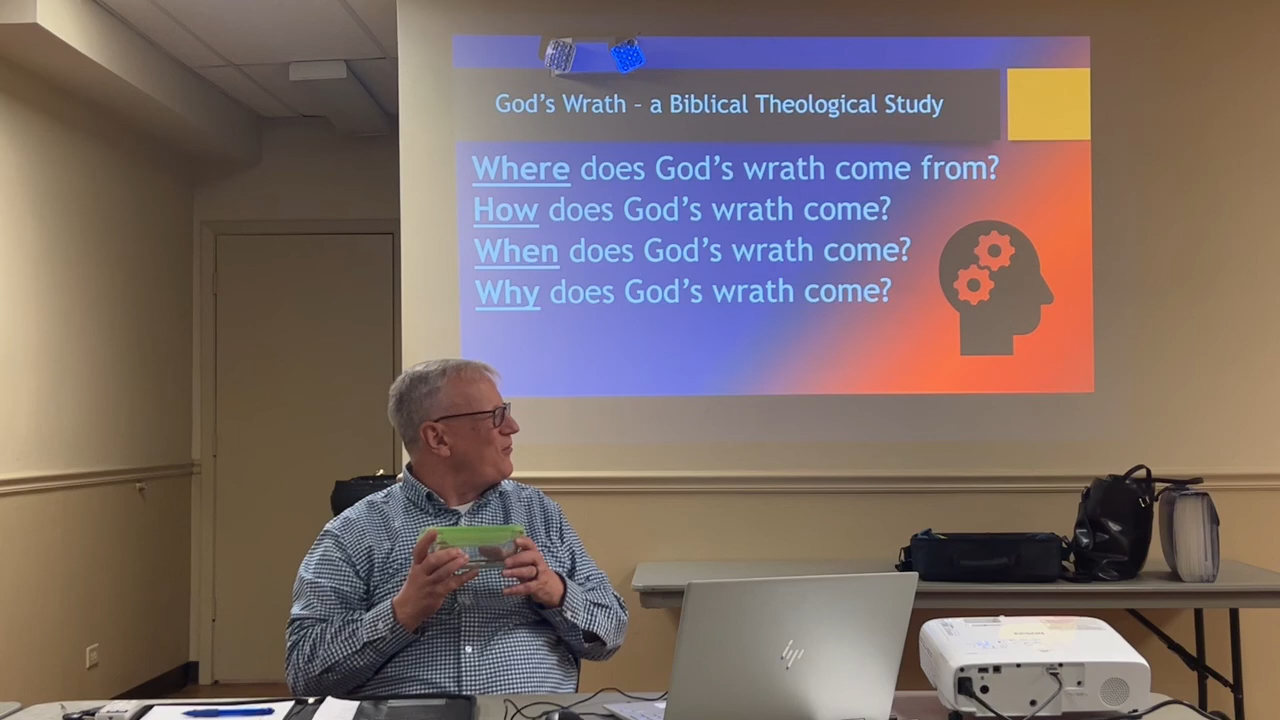 God's Wrath - a Biblical Theological Study
Where does God's wrath come from?
How does God's wrath come?
When does God's wrath come?
Why does God's wrath come?
hp